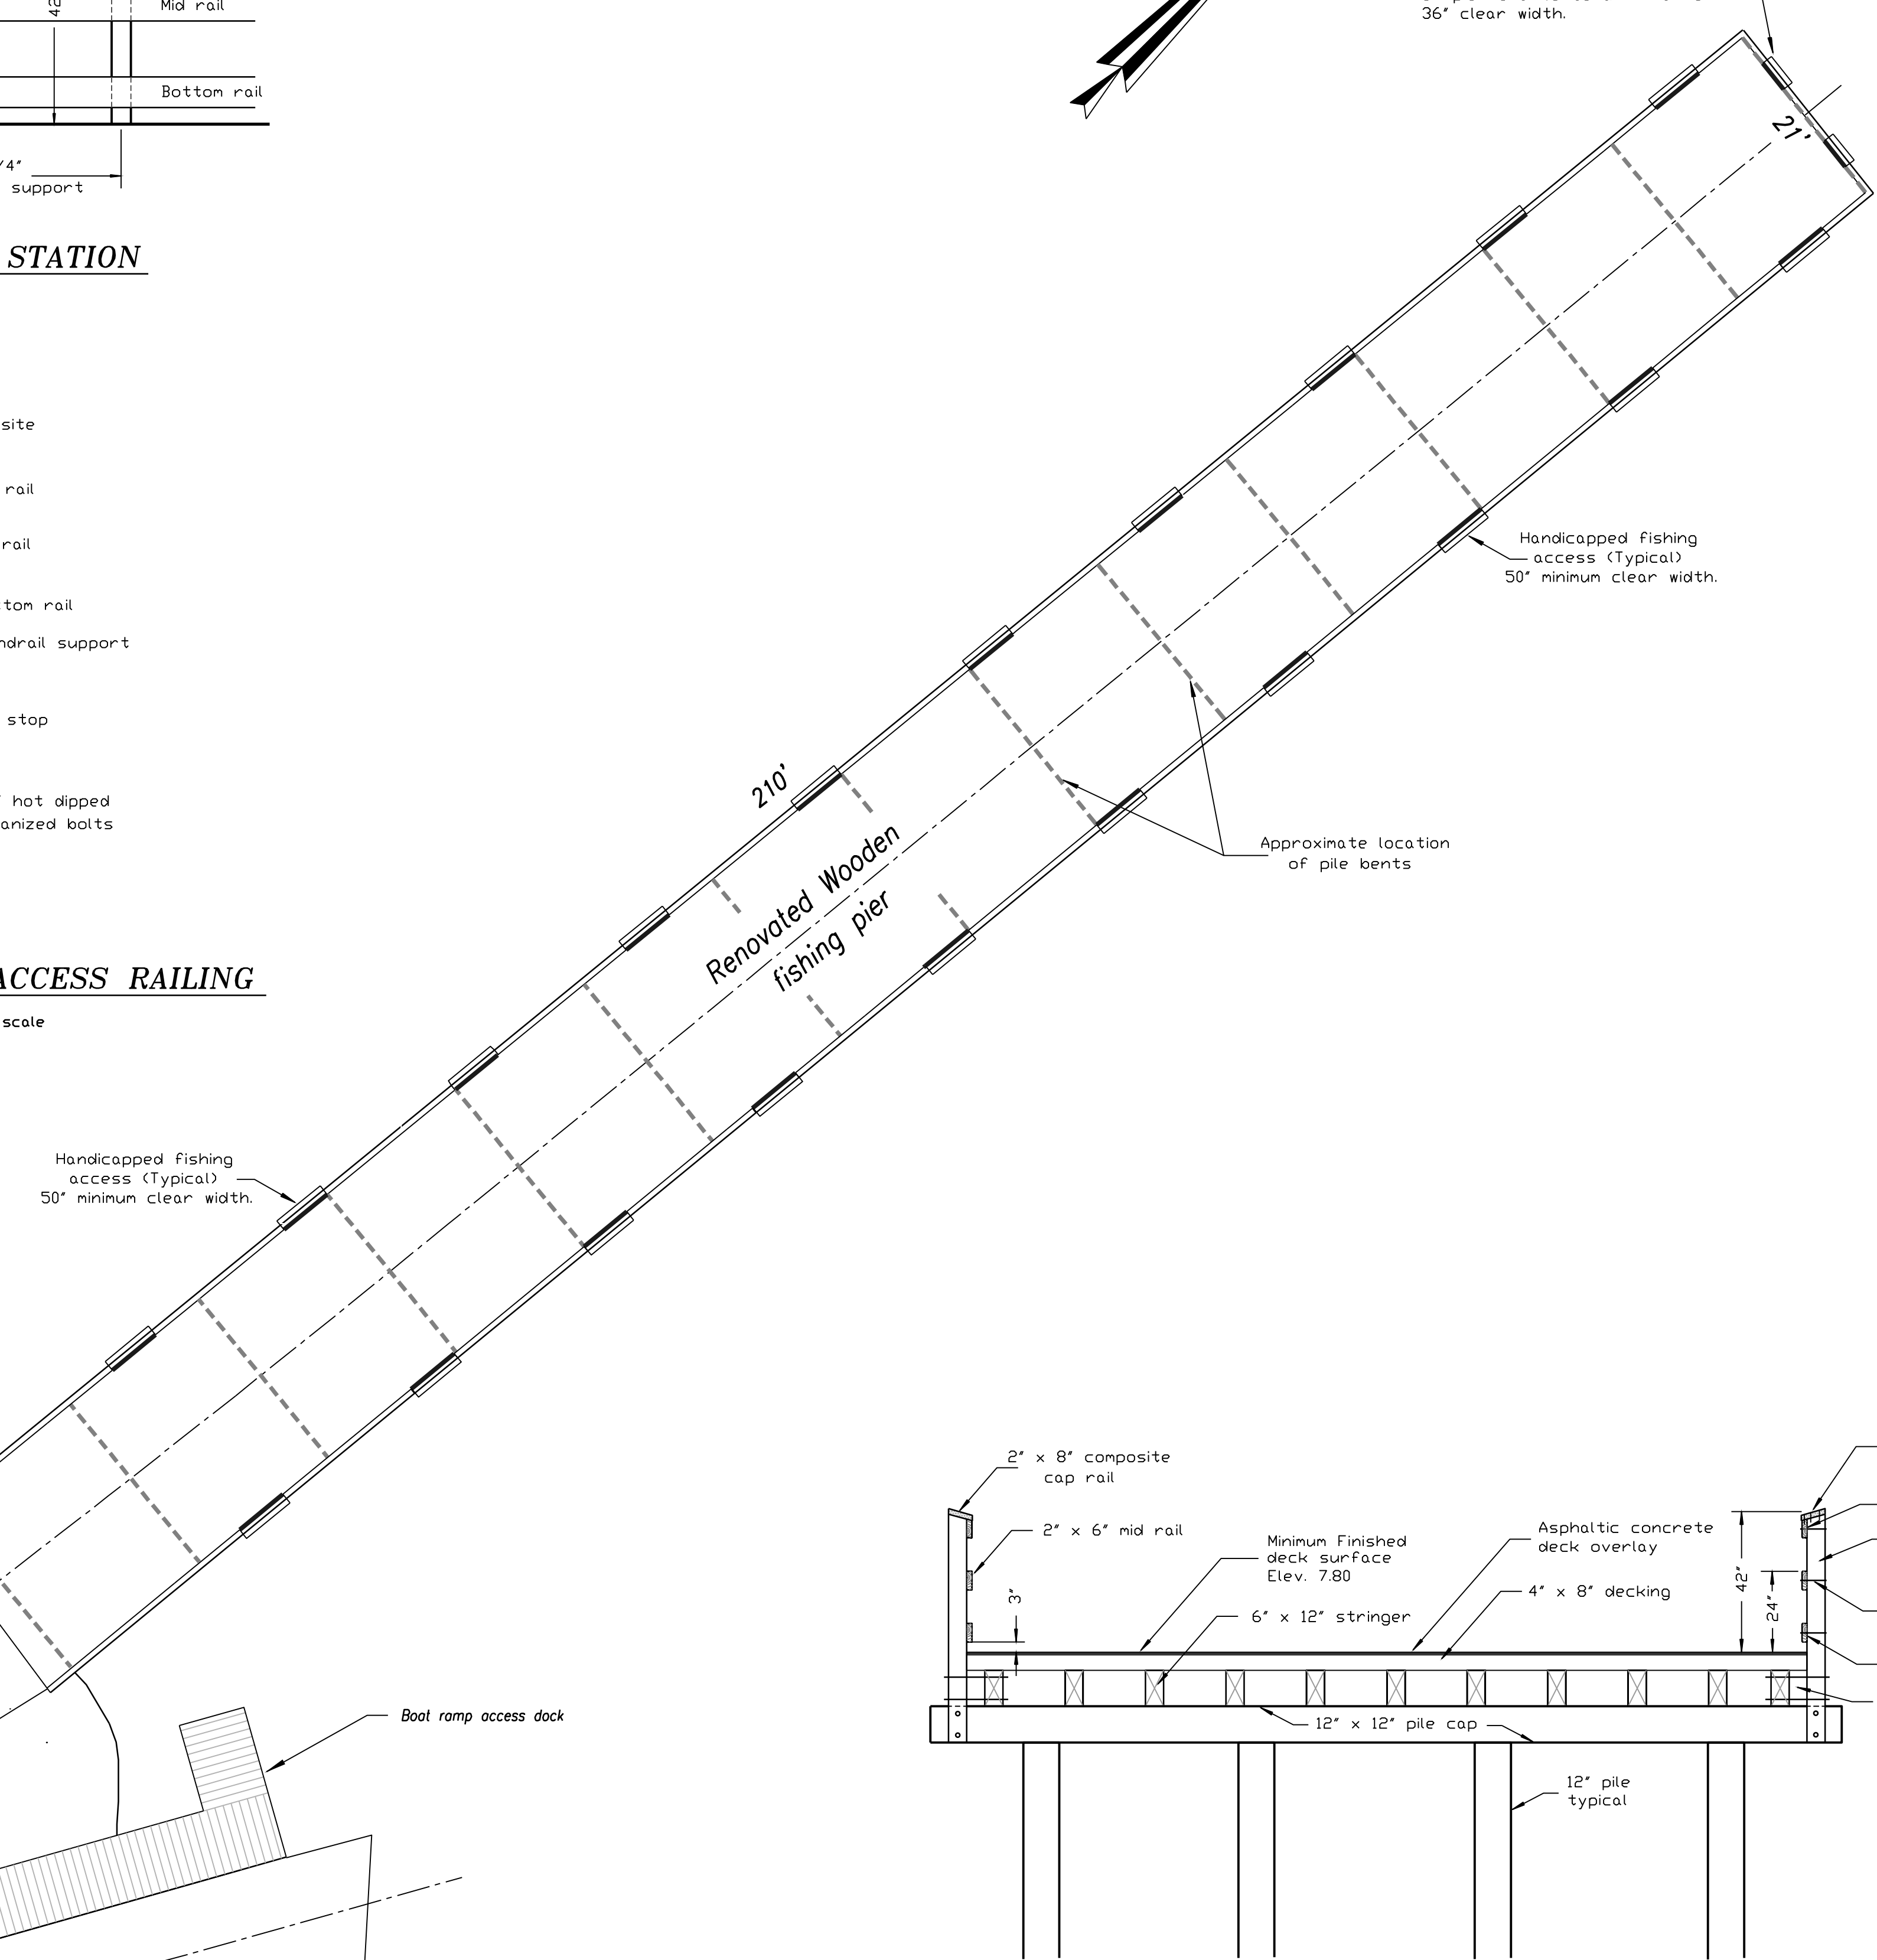 Mid rail
Bottom rail
/4"
support
STATION
36" clear width.
21'
site
rail
rail
tom rail
ndrail support
stop
hot dipped
anized bolts
ACCESS RAILING
scale
Handicapped fishing
access (Typical)
50" minimum clear width.
210'
Renovated Wooden
fishing pier
Approximate location
of pile bents
Handicapped fishing
access (Typical)
50" minimum clear width.
Boat ramp access dock
2" x 8" composite
cap rail
2" x 6" mid rail
3"
Minimum Finished
deck surface
Elev. 7.80
6" x 12" stringer
Asphaltic concrete
deck overlay
4" x 8" decking
42"
24"
12" x 12" pile cap
12" pile
typical